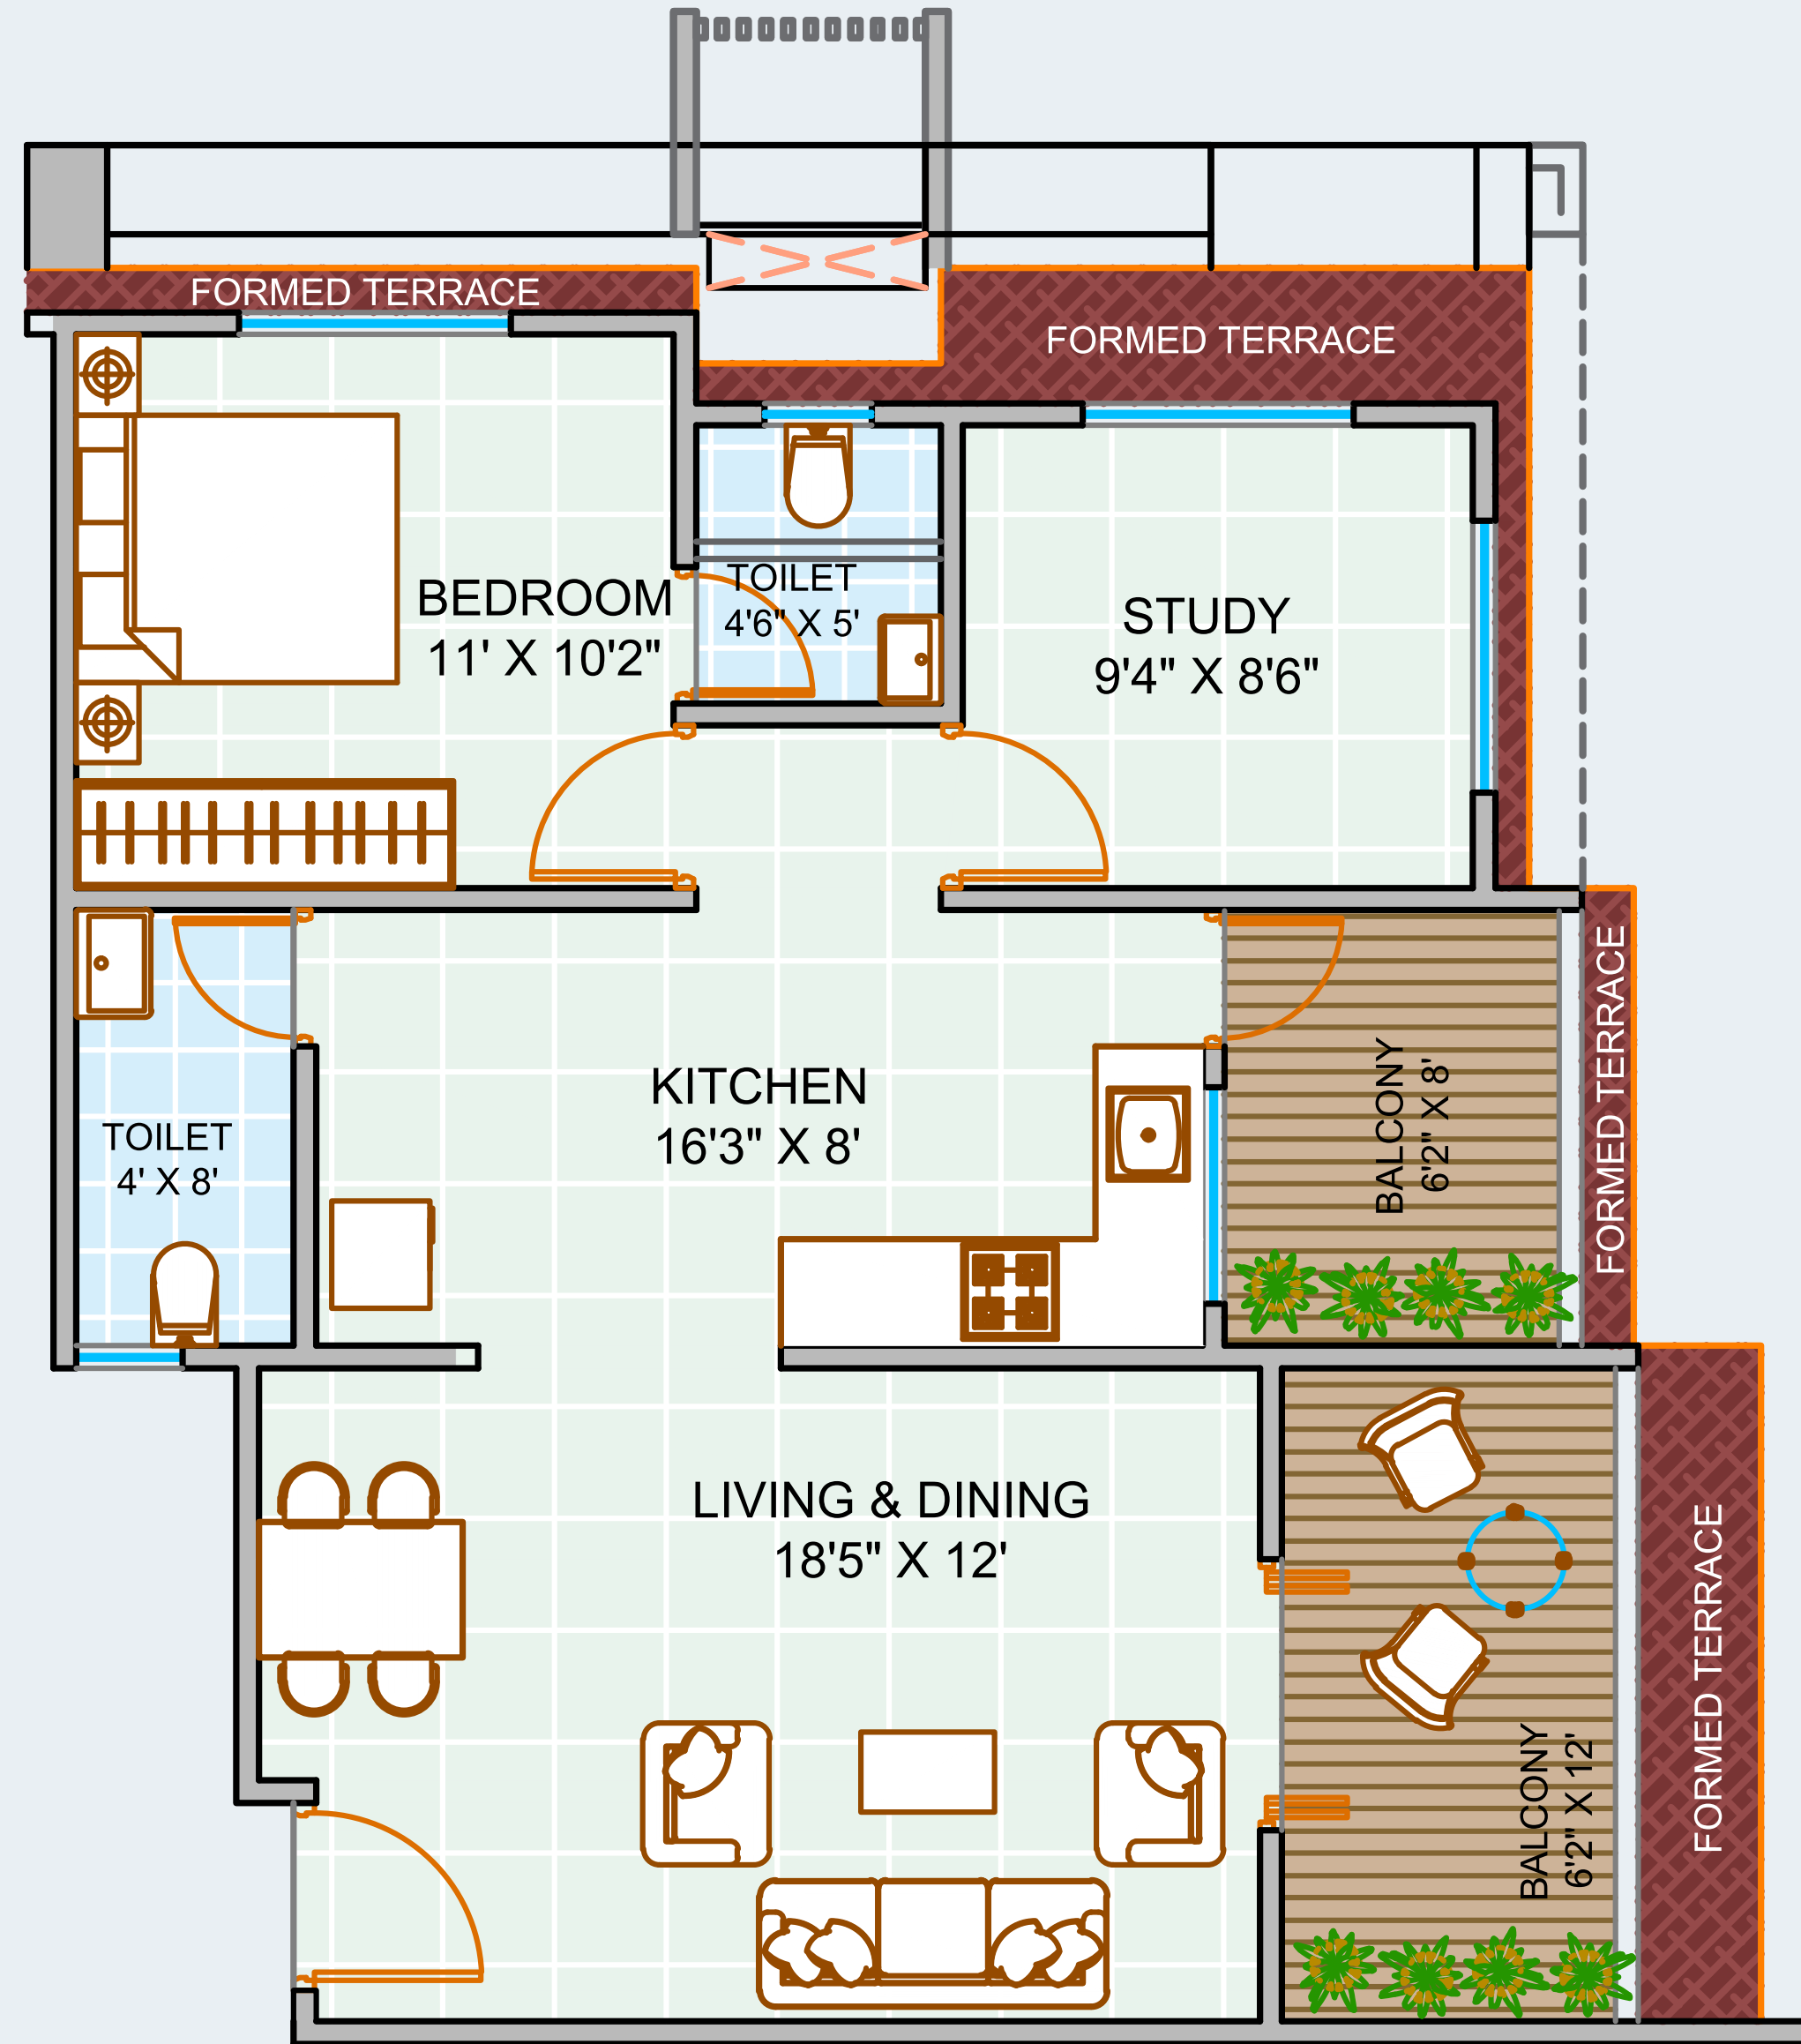 FORMED TERRACE
FORMED TERRACE
BEDROOM
11' X 10'2"
TOILET
4'6" X 5'
STUDY
9'4" X 8'6"
KITCHEN
16'3" X 8'
TOILET
4' X 8'
BALCONY
6'2" X 8'
FORMED TERRACE
LIVING & DINING
18'5" X 12'
BALCONY
6'2" X 12'
FORMED TERRACE